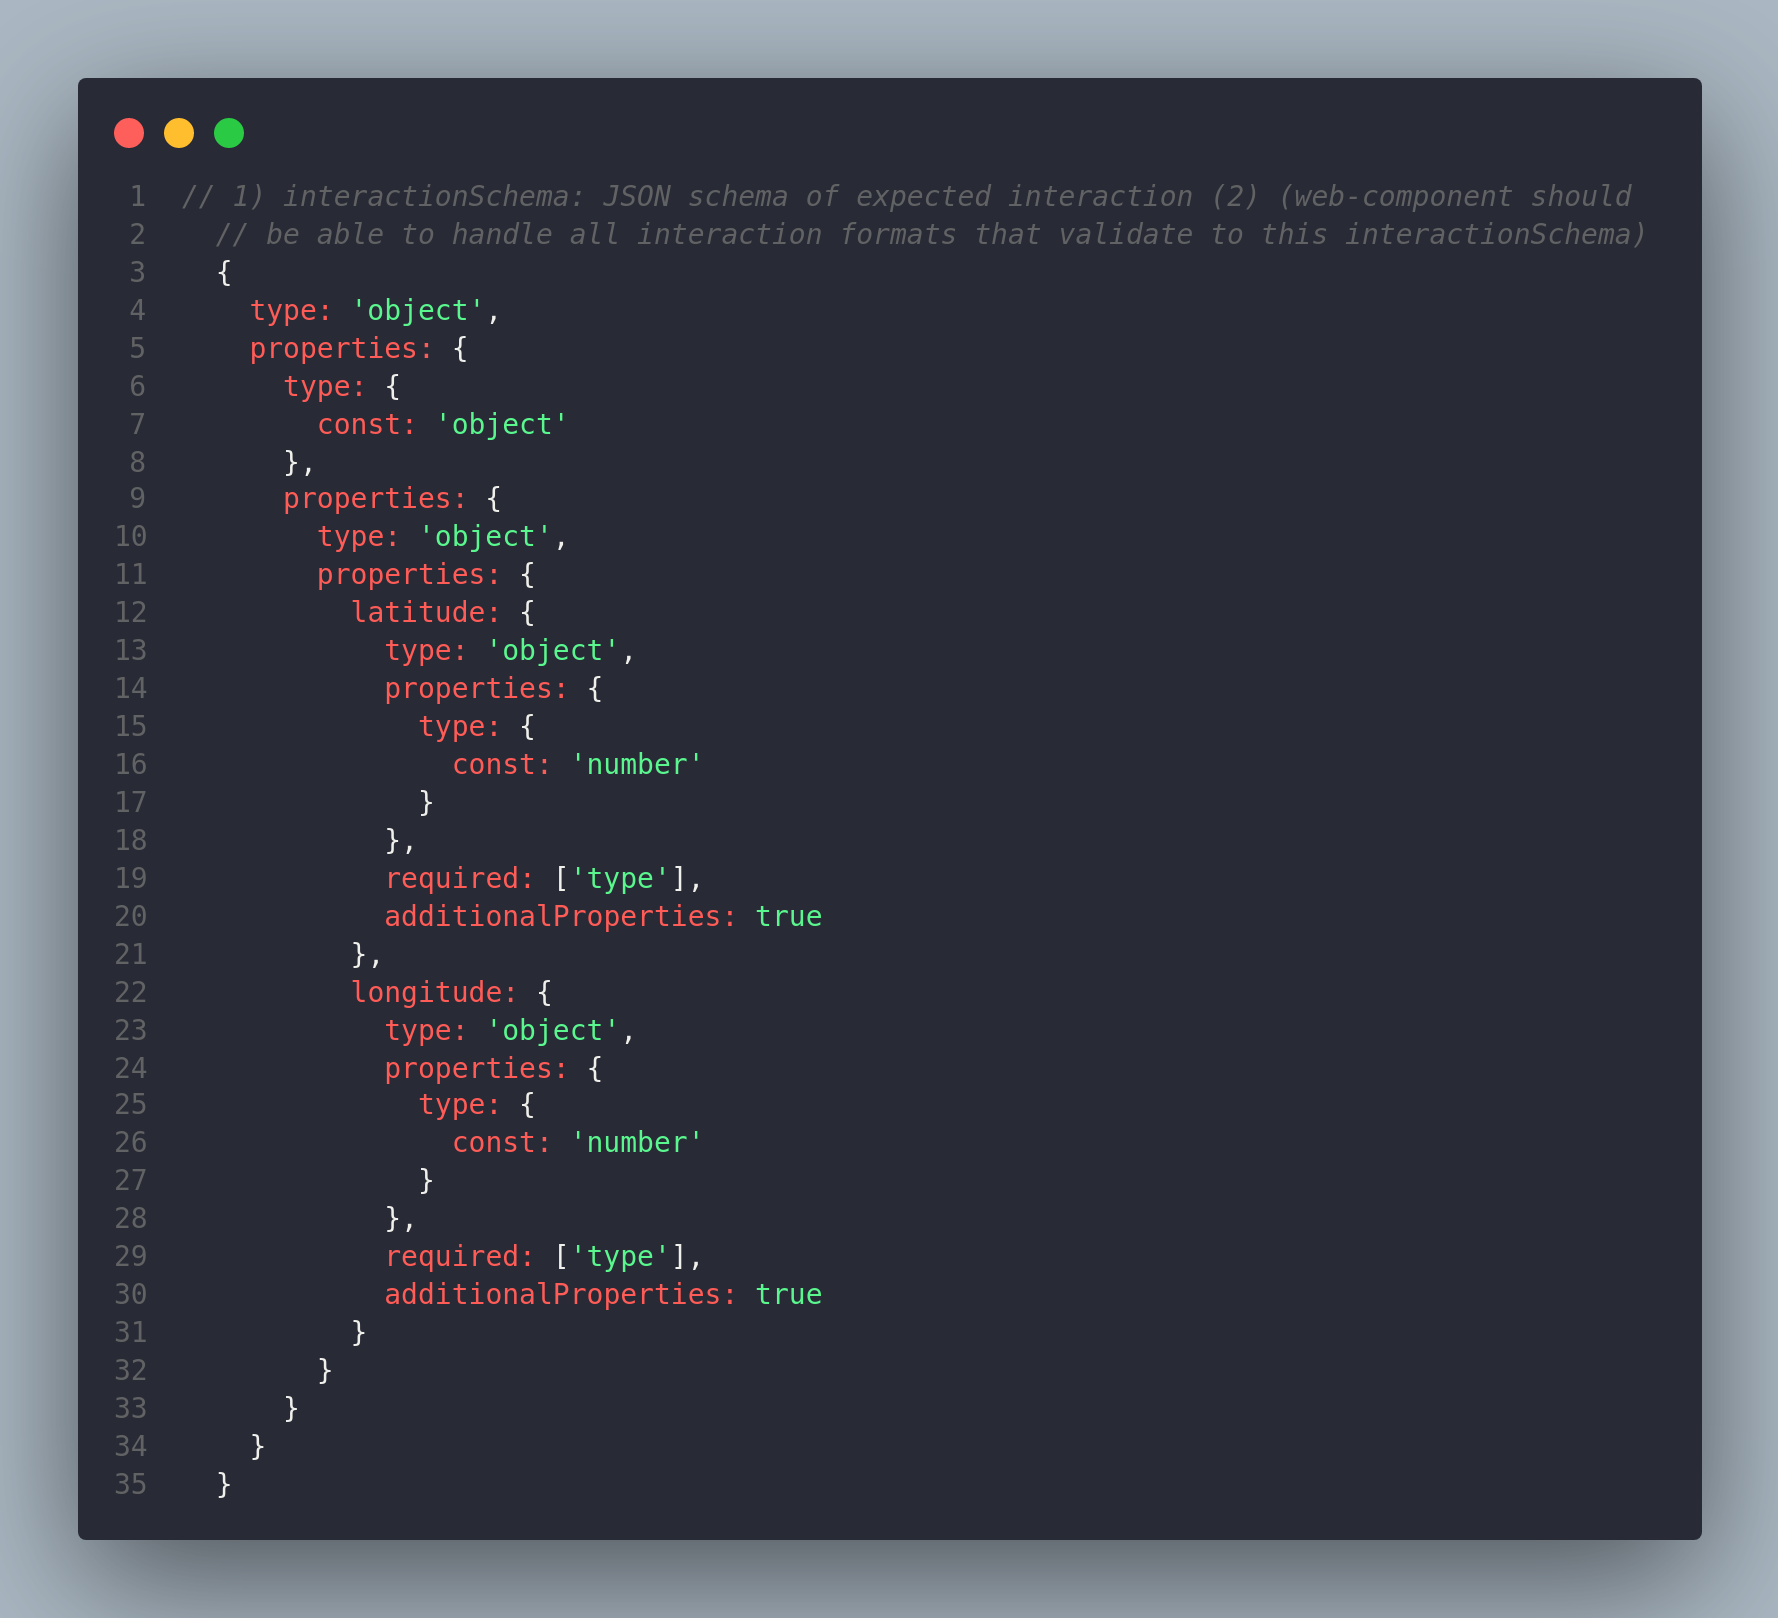 1 // 1) interactionSchema: JSON schema of expected interaction (2) (web-component should
2   // be able to handle all interaction formats that validate to this interactionSchema)
3   {
4     type: 'object',
5     properties: {
6       type: {
7         const: 'object'
8       },
9       properties: {
10         type: 'object',
11         properties: {
12           latitude: {
13             type: 'object',
14             properties: {
15               type: {
16                 const: 'number'
17               }
18             },
19             required: ['type'],
20             additionalProperties: true
21           },
22           longitude: {
23             type: 'object',
24             properties: {
25               type: {
26                 const: 'number'
27               }
28             },
29             required: ['type'],
30             additionalProperties: true
31           }
32         }
33       }
34     }
35   }